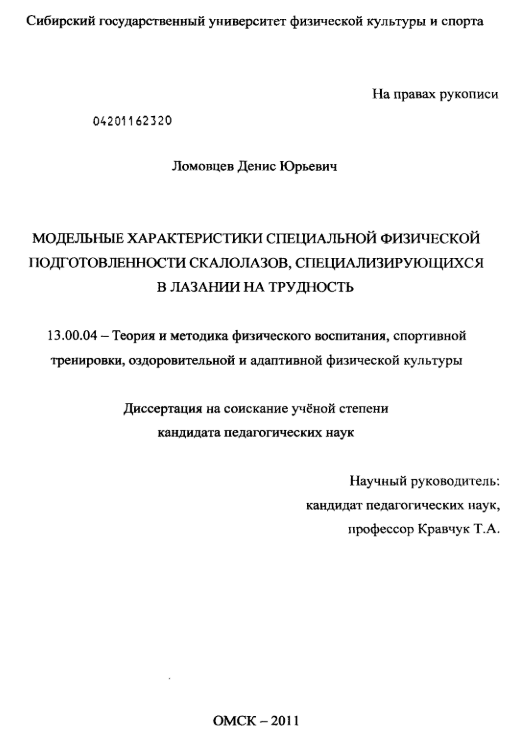 Сибирский государственный университет физической культуры и спорта
На правах рукописи
04201162320
Ломовцев Денис Юрьевич
МОДЕЛЬНЫЕ ХАРАКТЕРИСТИКИ СПЕЦИАЛЬНОЙ ФИЗИЧЕСКОЙ
ПОДГОТОВЛЕННОСТИ СКАЛОЛАЗОВ, СПЕЦИАЛИЗИРУЮЩИХСЯ
В ЛАЗАНИИ НА ТРУДНОСТЬ
13.00.04 – Теория и методика физического воспитания, спортивной
тренировки, оздоровительной и адаптивной физической культуры
Диссертация на соискание учёной степени
кандидата педагогических наук
Научный руководитель:
кандидат педагогических наук,
профессор Кравчук Т.А.
ОМСК – 2011